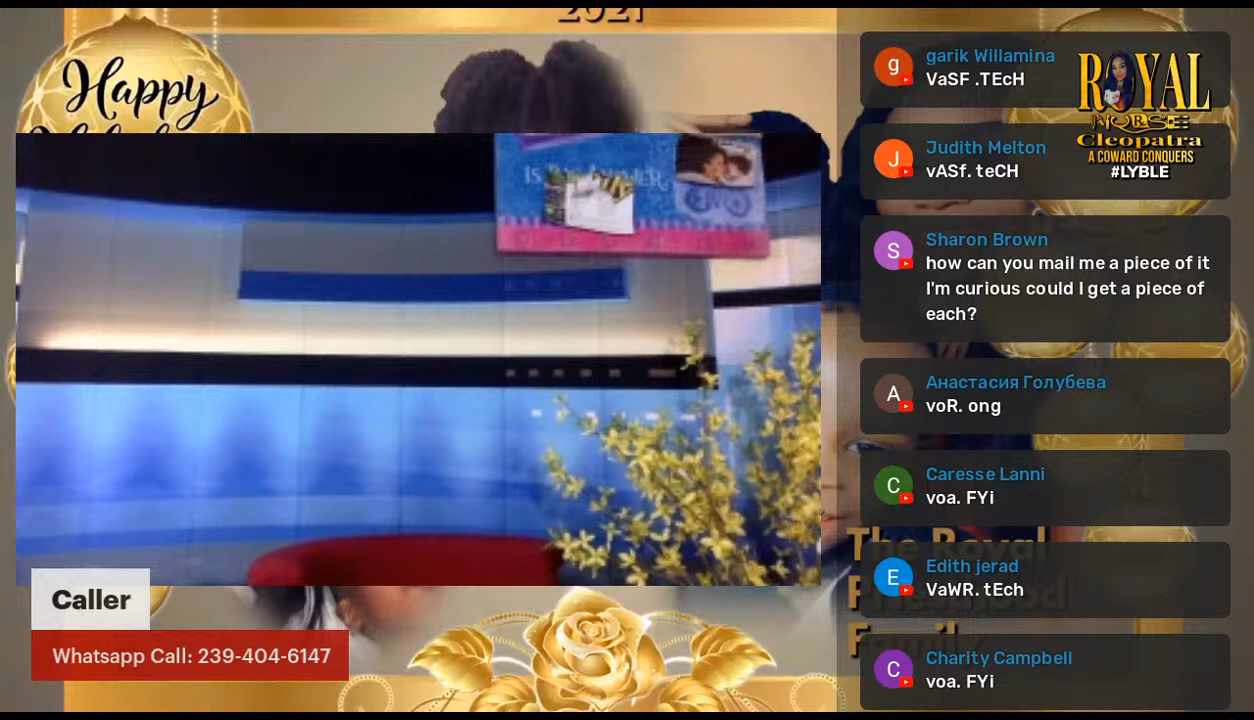 2021
Happy
IS
Caller
Whatsapp Call: 239-404-6147
garik Willamina
VaSF .TEcH
Judith Melton
vASf. teCH
Sharon Brown
how can you mail me a piece of it
I'm curious could I get a piece of
each?
Анастасия Голубева
voR. ong
Caresse Lanni
voa. FYi
Edith jerad
VaWR. tEch
Charity Campbell
voa. FYi
ROYAL
Cleopatra
A COWARD CONQUERS
#LYBLE
The Royal
Family
g
J
S
A
C
E
C